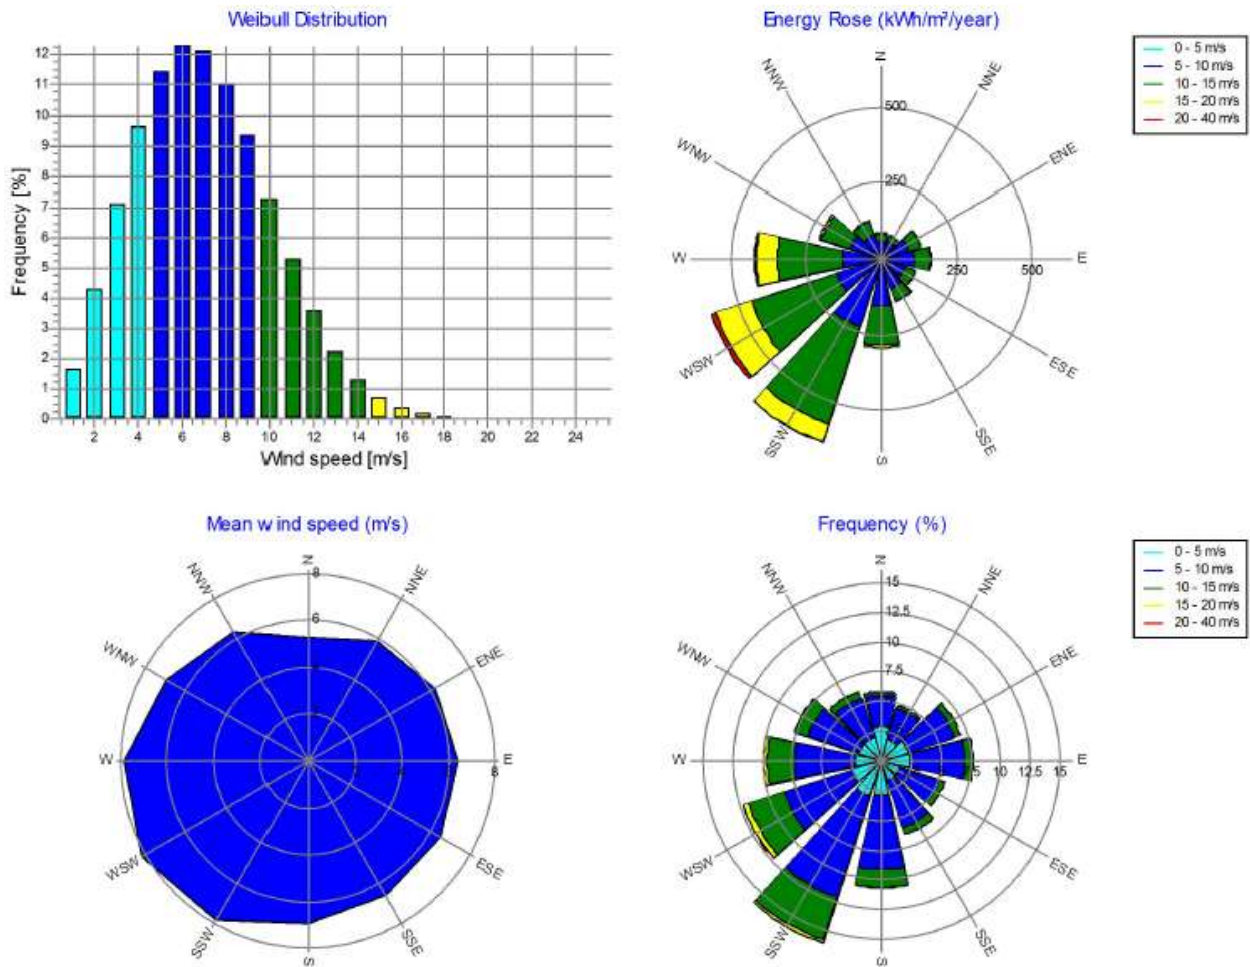 Weibull Distribution
Frequency [%]
12
11
10
9
8
7
6
5
4
3
2
1
0
2 4 6 8 10 12 14 16 18 20 22 24
Wind speed [m/s]
Energy Rose (kWh/m²/year)
N
NNE
ENE
E
ESE
SSE
S
SSW
WSW
W
WNW
NNW
500
250
250 500
0 - 5 m/s
5 - 10 m/s
10 - 15 m/s
15 - 20 m/s
20 - 40 m/s
Mean wind speed (m/s)
N
NNE
ENE
E
ESE
SSE
S
SSW
WSW
W
WNW
NNW
8
6
8
Frequency (%)
N
NNE
ENE
E
ESE
SSE
S
SSW
WSW
W
WNW
NNW
15
12.5
10
7.5
10 12.5 15
0 - 5 m/s
5 - 10 m/s
10 - 15 m/s
15 - 20 m/s
20 - 40 m/s